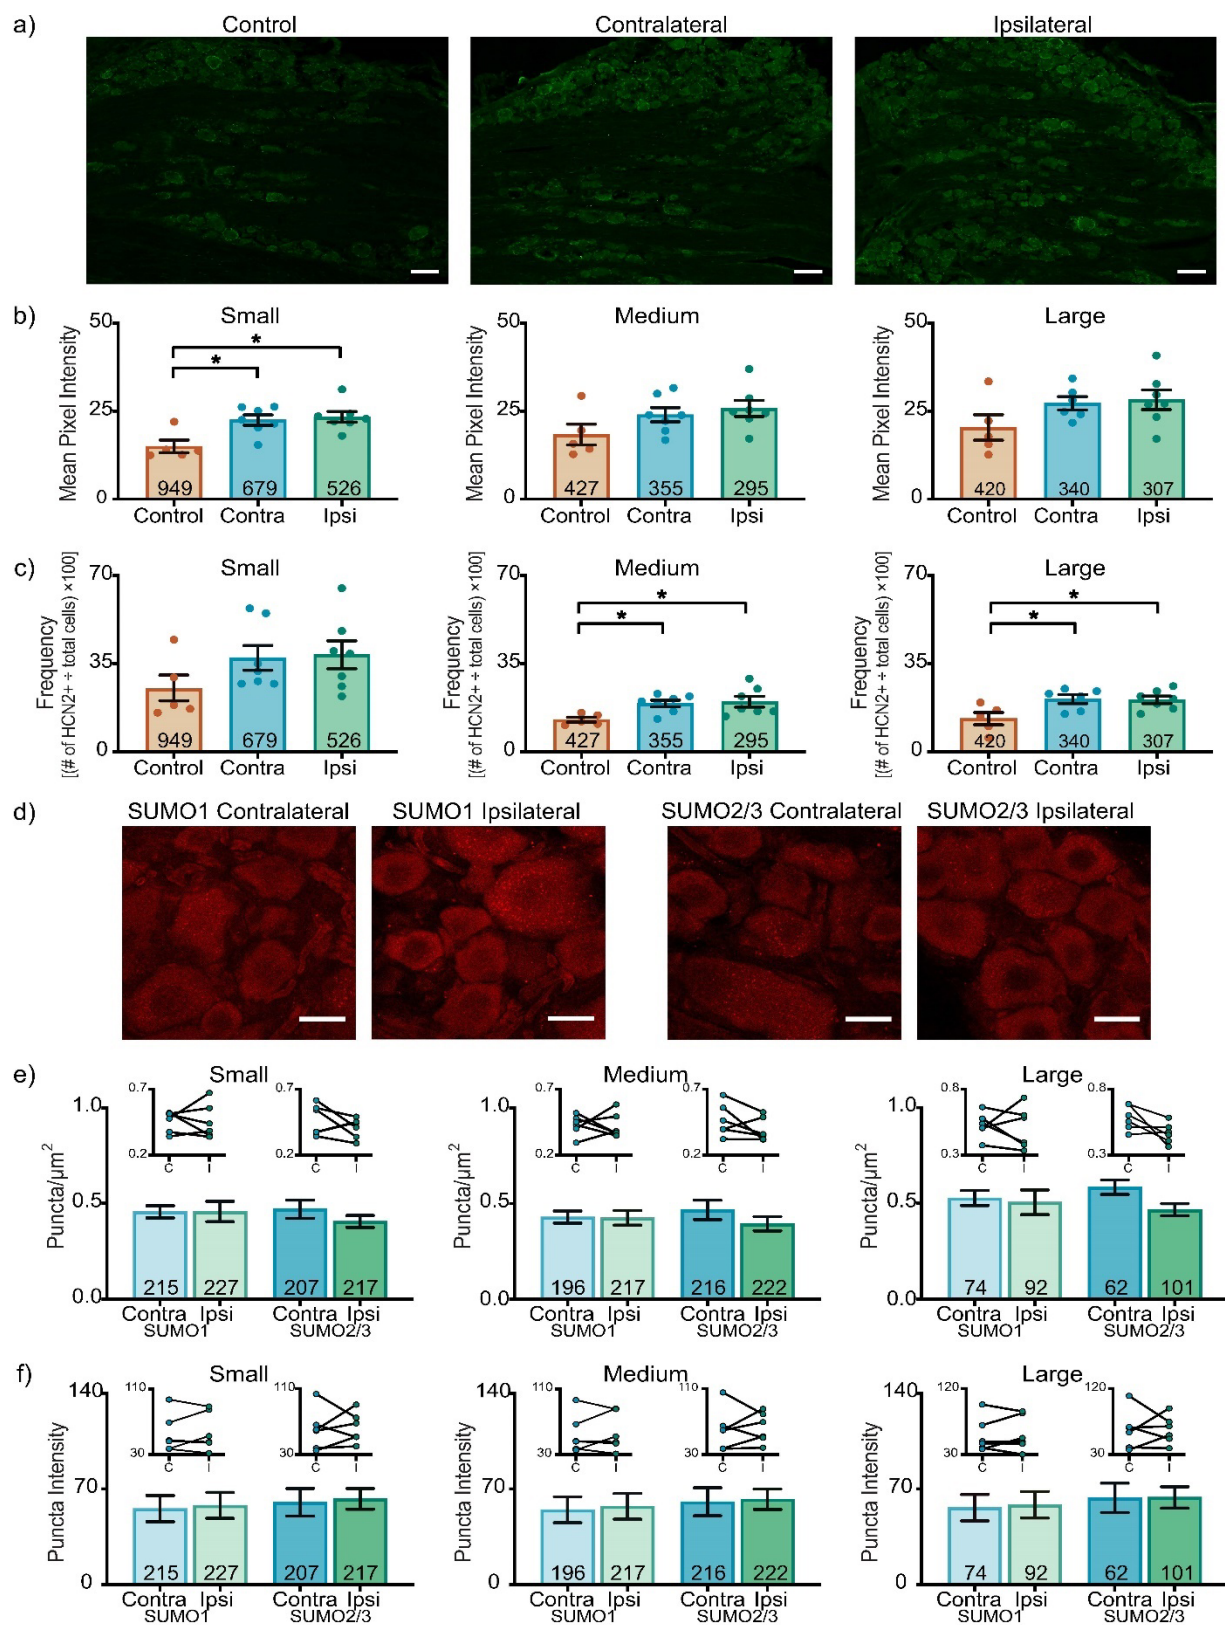 a)
Control
Contralateral
Ipsilateral
b)
Small
Medium
Large
Mean Pixel Intensity
50
25
0
*
*
949
679
526
Control
Contra
Ipsi
Mean Pixel Intensity
50
25
0
427
355
295
Control
Contra
Ipsi
Mean Pixel Intensity
50
25
0
420
340
307
Control
Contra
Ipsi
c)
Small
Medium
Large
Frequency
[(# of HCN2+ ÷ total cells) ×100]
70
35
0
949
679
526
Control
Contra
Ipsi
Frequency
[(# of HCN2+ ÷ total cells) ×100]
70
35
0
*
*
427
355
295
Control
Contra
Ipsi
Frequency
[(# of HCN2+ ÷ total cells) ×100]
70
35
0
*
*
420
340
307
Control
Contra
Ipsi
d)
SUMO1 Contralateral
SUMO1 Ipsilateral
SUMO2/3 Contralateral
SUMO2/3 Ipsilateral
e)
Small
Medium
Large
Puncta/µm²
1.0
0.5
0.0
0.7
0.2
C I
0.7
0.2
C I
215
227
207
217
Contra Ipsi Contra Ipsi
SUMO1 SUMO2/3
Puncta/µm²
1.0
0.5
0.0
0.7
0.2
C I
0.7
0.2
C I
196
217
216
222
Contra Ipsi Contra Ipsi
SUMO1 SUMO2/3
Puncta/µm²
1.0
0.5
0.0
0.8
0.3
C I
0.8
0.3
C I
74
92
62
101
Contra Ipsi Contra Ipsi
SUMO1 SUMO2/3
f)
Small
Medium
Large
Puncta Intensity
140
70
0
110
30
C I
110
30
C I
215
227
207
217
Contra Ipsi Contra Ipsi
SUMO1 SUMO2/3
Puncta Intensity
140
70
0
110
30
C I
110
30
C I
196
217
216
222
Contra Ipsi Contra Ipsi
SUMO1 SUMO2/3
Puncta Intensity
140
70
0
120
30
C I
120
30
C I
74
92
62
101
Contra Ipsi Contra Ipsi
SUMO1 SUMO2/3